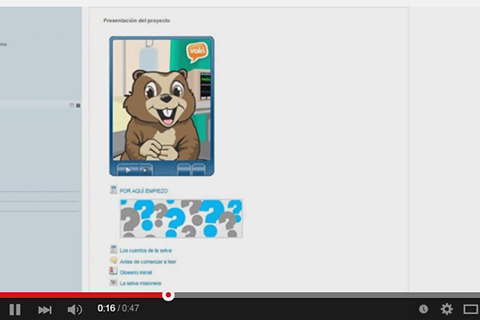 Presentación del proyecto
voki
POR AQUÍ EMPIEZO
Los cuentos de la selva
Antes de comenzar a leer
Glosario inicial
La selva misionera
0:16 / 0:47